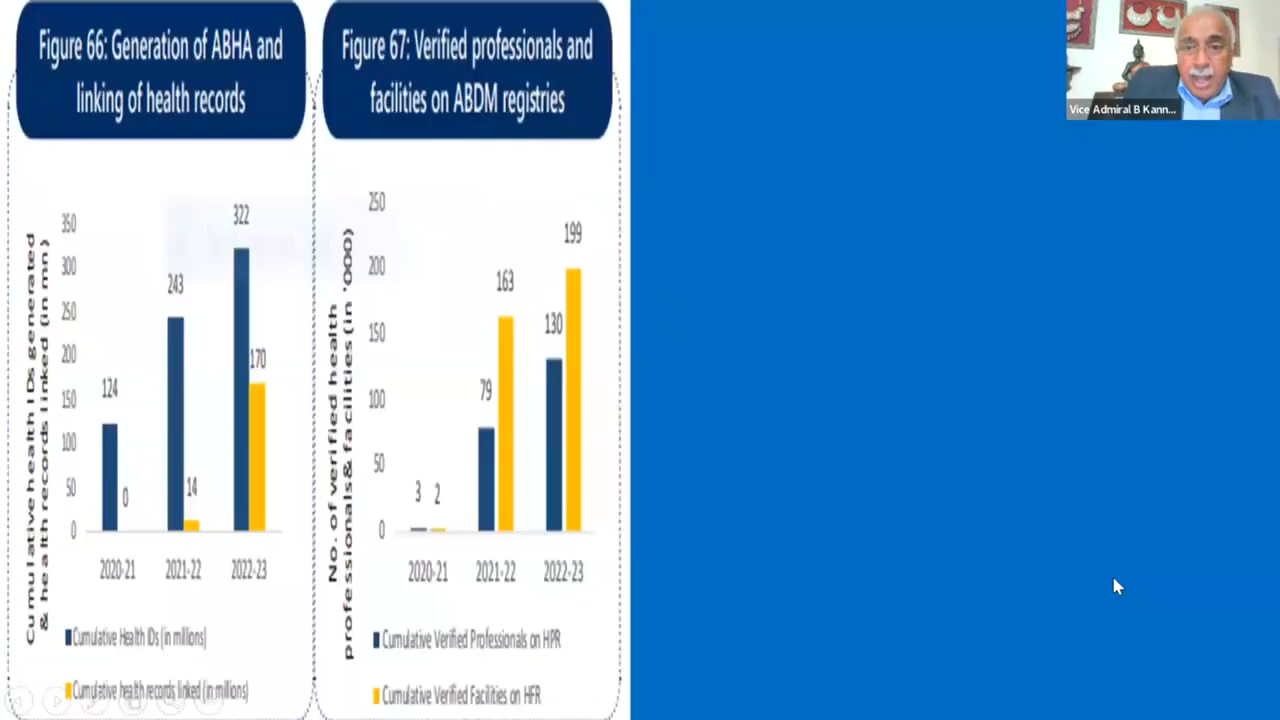 Figure 66: Generation of ABHA and
linking of health records
Cumulative health IDs generated
& health records linked (in mn)
350
300
250
200
150
100
50
0
124
0
243
14
322
170
2020-21
2021-22
2022-23
Cumulative Health IDs (in millions)
Cumulative health records linked (in millions)
Figure 67: Verified professionals and
facilities on ABDM registries
No. of verified health
professionals & facilities (in '000)
250
200
150
100
50
0
3
2
79
163
130
199
2020-21
2021-22
2022-23
Cumulative Verified Professionals on HPR
Cumulative Verified Facilities on HFR
Vice Admiral B Kann...